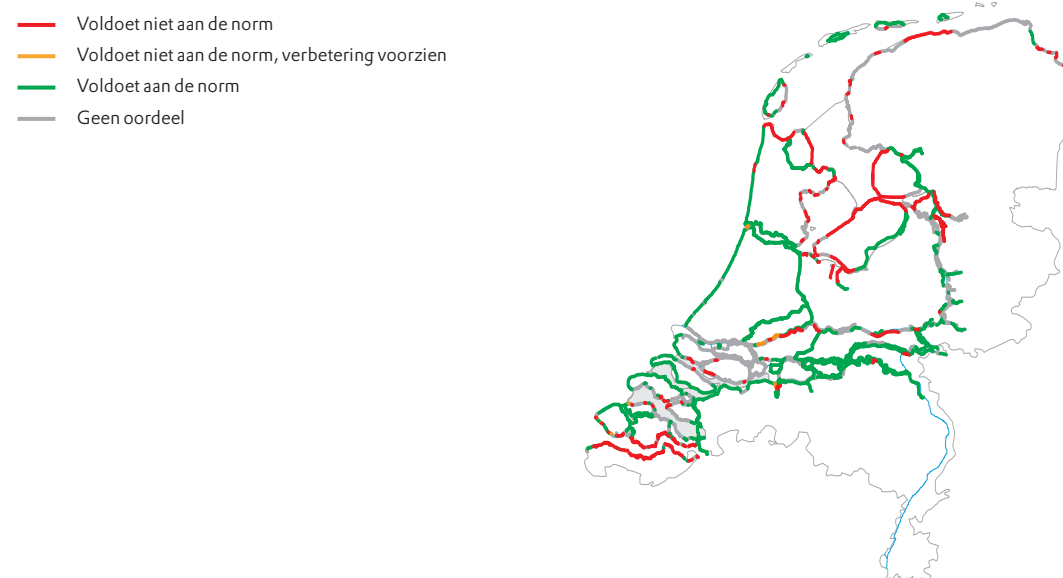 Voldoet niet aan de norm
Voldoet niet aan de norm, verbetering voorzien
Voldoet aan de norm
Geen oordeel